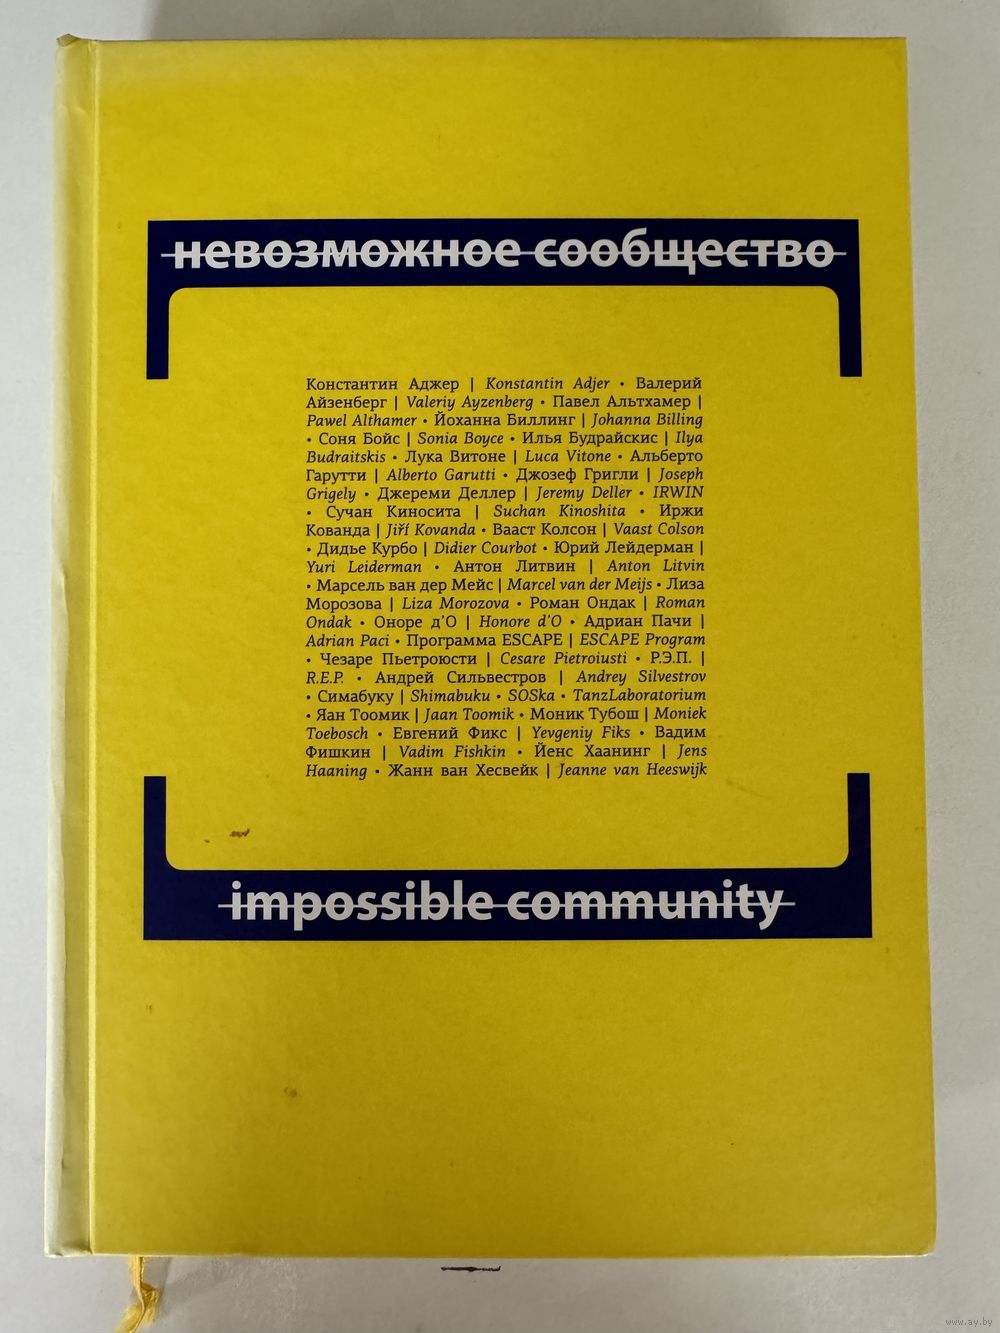 невозможное сообщество
Константин Аджер | Konstantin Adjer • Валерий
Айзенберг | Valeriy Ayzenberg • Павел Альтхамер |
Pawel Althamer • Йоханна Биллинг | Johanna Billing
• Соня Бойс | Sonia Boyce • Илья Будрайскис | Ilya
Budraitskis • Лука Витоне | Luca Vitone • Альберто
Гарутти | Alberto Garutti • Джозеф Григли | Joseph
Grigely • Джереми Деллер | Jeremy Deller • IRWIN
• Сучан Киносита | Suchan Kinoshita • Иржи
Кованда | Jiří Kovanda • Вааст Колсон | Vaast Colson
• Дидье Курбо | Didier Courbot • Юрий Лейдерман |
Yuri Leiderman • Антон Литвин | Anton Litvin
• Марсель ван дер Мейс | Marcel van der Meijs • Лиза
Морозова | Liza Morozova • Роман Ондак | Roman
Ondak • Оноре д'О | Honore d'O • Адриан Пачи |
Adrian Paci • Программа ESCAPE | ESCAPE Program
• Чезаре Пьетроюсти | Cesare Pietroiusti • Р.Э.П. |
R.E.P. • Андрей Сильвестров | Andrey Silvestrov
• Симабуку | Shimabuku • SOSka • TanzLaboratorium
• Яан Тоомик | Jaan Toomik • Моник Тубош | Moniek
Toebosch • Евгений Фикс | Yevgeniy Fiks • Вадим
Фишкин | Vadim Fishkin • Йенс Хаанинг | Jens
Haaning • Жанн ван Хесвейк | Jeanne van Heeswijk
impossible community
www.ay.by